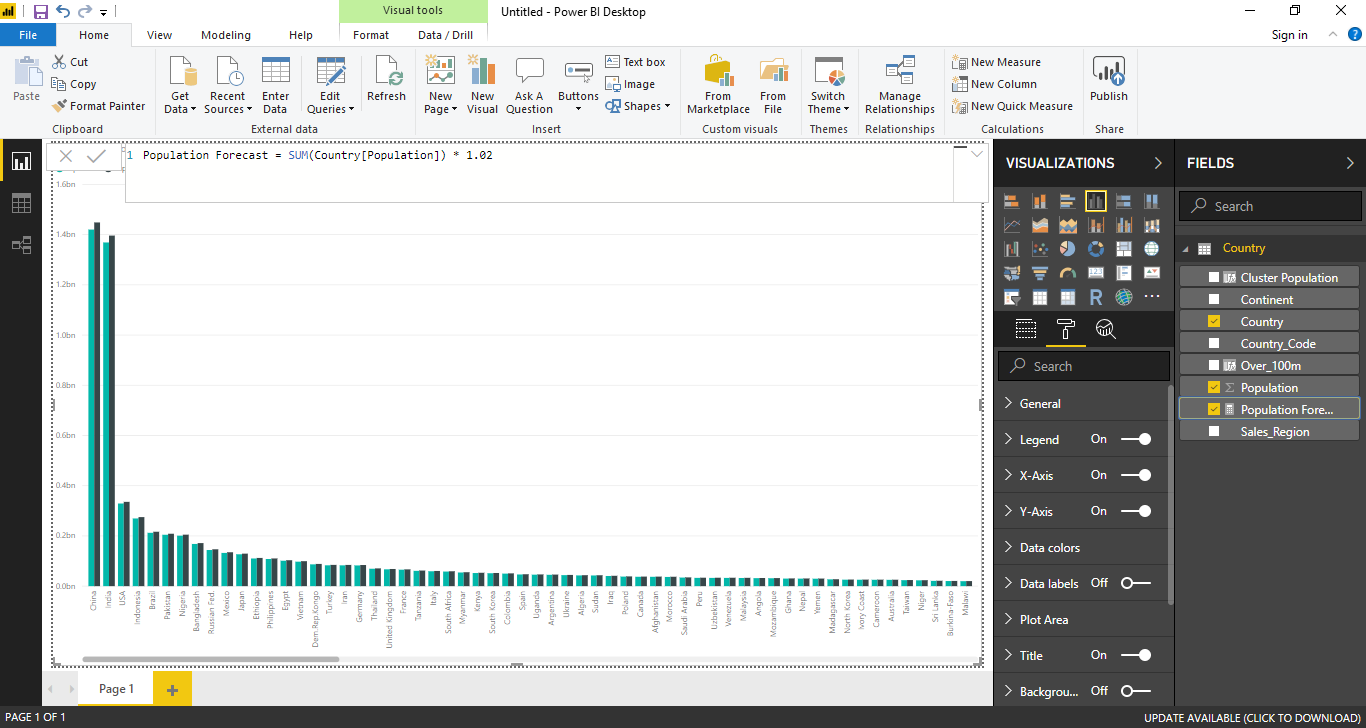 Visual tools
Untitled - Power BI Desktop
File
Home
View
Modeling
Help
Format
Data / Drill
Sign in
Paste
Cut
Copy
Format Painter
Clipboard
Get Data
Recent Sources
Enter Data
Edit Queries
Refresh
External data
New Page
New Visual
Ask A Question
Buttons
Text box
Image
Shapes
Insert
From Marketplace
From File
Custom visuals
Switch Theme
Themes
Manage Relationships
Relationships
New Measure
New Column
New Quick Measure
Calculations
Publish
Share
1 Population Forecast = SUM(Country[Population]) * 1.02
1.6bn
1.4bn
1.2bn
1.0bn
0.8bn
0.6bn
0.4bn
0.2bn
0.0bn
China
India
USA
Indonesia
Brazil
Pakistan
Nigeria
Bangladesh
Russian Fed.
Mexico
Japan
Ethiopia
Philippines
Egypt
Vietnam
Dem.Rep.Kongo
Turkey
Iran
Germany
Thailand
United Kingdom
France
Tanzania
Italy
South Africa
Myanmar
Kenya
South Korea
Colombia
Spain
Uganda
Argentina
Ukraine
Algeria
Sudan
Iraq
Poland
Canada
Afghanistan
Morocco
Saudi Arabia
Peru
Uzbekistan
Venezuela
Malaysia
Angola
Mozambique
Ghana
Nepal
Yemen
Madagascar
North Korea
Ivory Coast
Cameroon
Australia
Taiwan
Niger
Sri Lanka
Burkina-Faso
Malawi
Page 1
PAGE 1 OF 1
VISUALIZATIONS
R
Search
General
Legend On
X-Axis On
Y-Axis On
Data colors
Data labels Off
Plot Area
Title On
Backgrou... Off
FIELDS
Search
Country
Cluster Population
Continent
Country
Country_Code
Over_100m
Population
Population Fore...
Sales_Region
UPDATE AVAILABLE (CLICK TO DOWNLOAD)